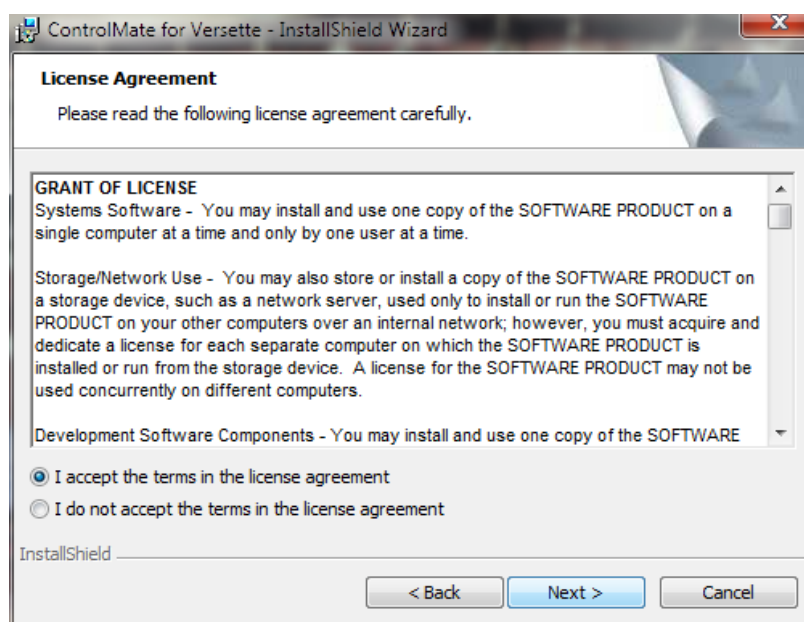 ControlMate for Versette - InstallShield Wizard
License Agreement
Please read the following license agreement carefully.
GRANT OF LICENSE
Systems Software - You may install and use one copy of the SOFTWARE PRODUCT on a
single computer at a time and only by one user at a time.
Storage/Network Use - You may also store or install a copy of the SOFTWARE PRODUCT on
a storage device, such as a network server, used only to install or run the SOFTWARE
PRODUCT on your other computers over an internal network; however, you must acquire and
dedicate a license for each separate computer on which the SOFTWARE PRODUCT is
installed or run from the storage device. A license for the SOFTWARE PRODUCT may not be
used concurrently on different computers.
Development Software Components - You may install and use one copy of the SOFTWARE
I accept the terms in the license agreement
I do not accept the terms in the license agreement
InstallShield
< Back Next > Cancel